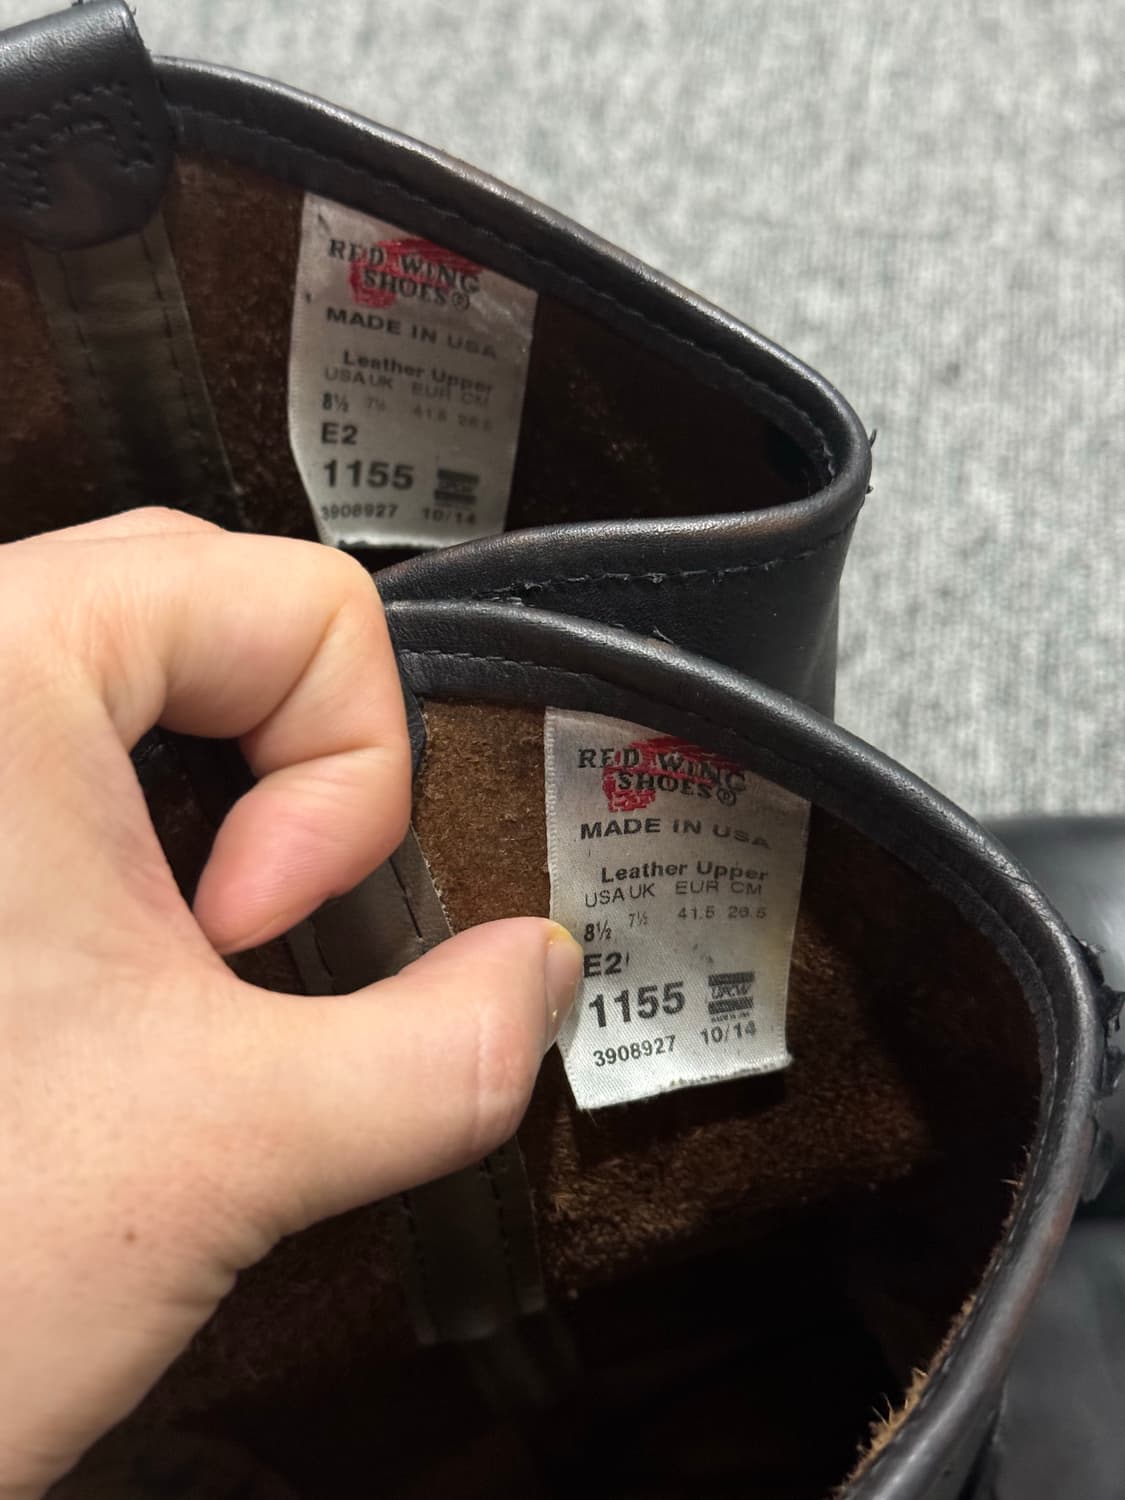 RED WING
SHOES®
MADE IN USA
Leather Upper
USA UK EUR CM
8½ 7½ 41.5 26.5
E2
1155
3908927 10/14
RED WING
SHOES®
MADE IN USA
Leather Upper
USA UK EUR CM
8½ 7½ 41.5 26.5
E2
1155
UFCW
3908927 10/14